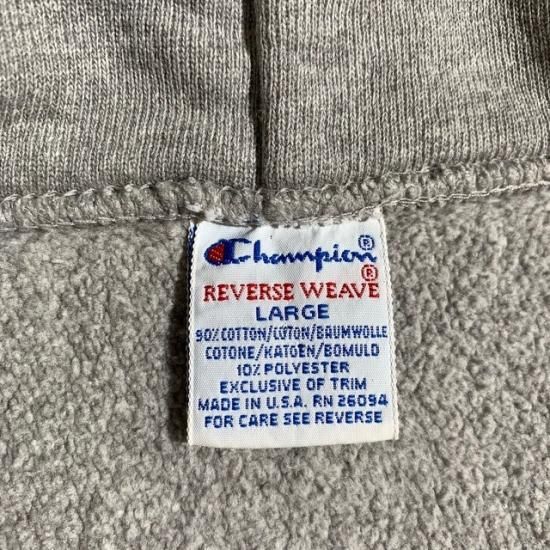 Champion®
REVERSE WEAVE®
LARGE
90% COTTON/COTON/BAUMWOLLE
COTONE/KATOEN/BOMULD
10% POLYESTER
EXCLUSIVE OF TRIM
MADE IN U.S.A. RN 26094
FOR CARE SEE REVERSE